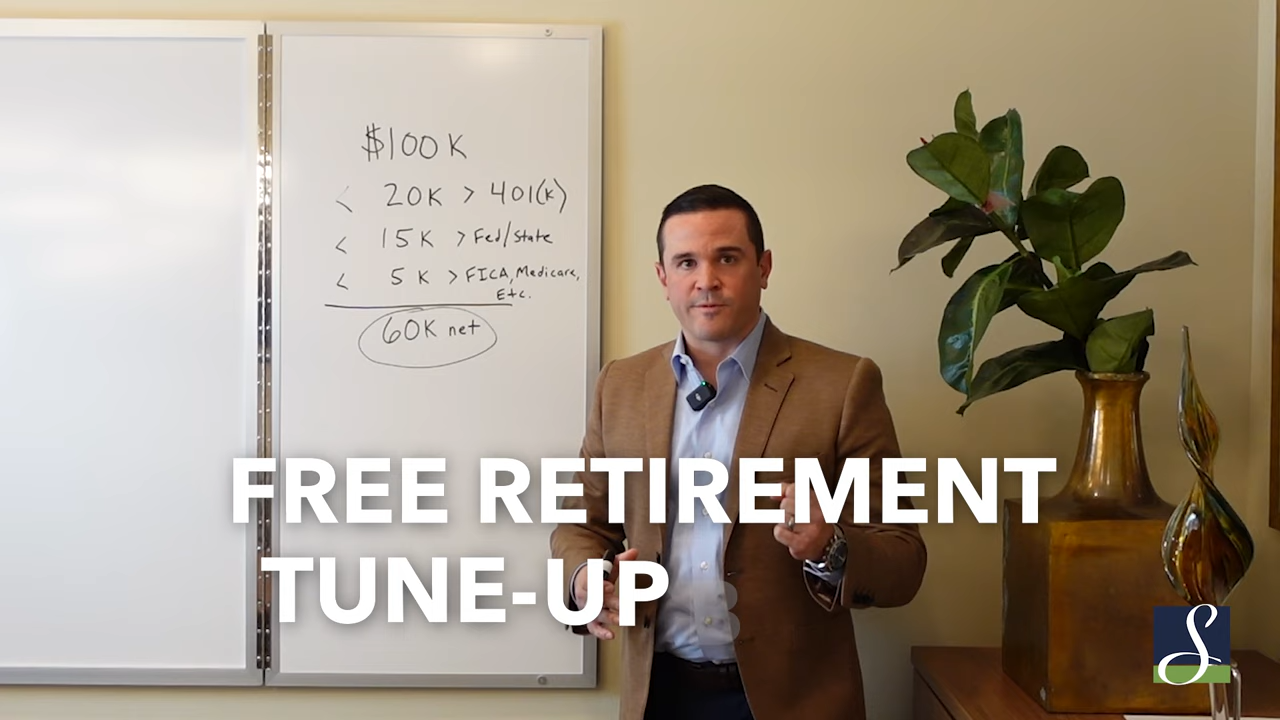 $100K
< 20K > 401(k)
< 15K > Fed/State
< 5K > FICA, Medicare,
Etc.
60K net
FREE RETIREMENT
TUNE-UP
S